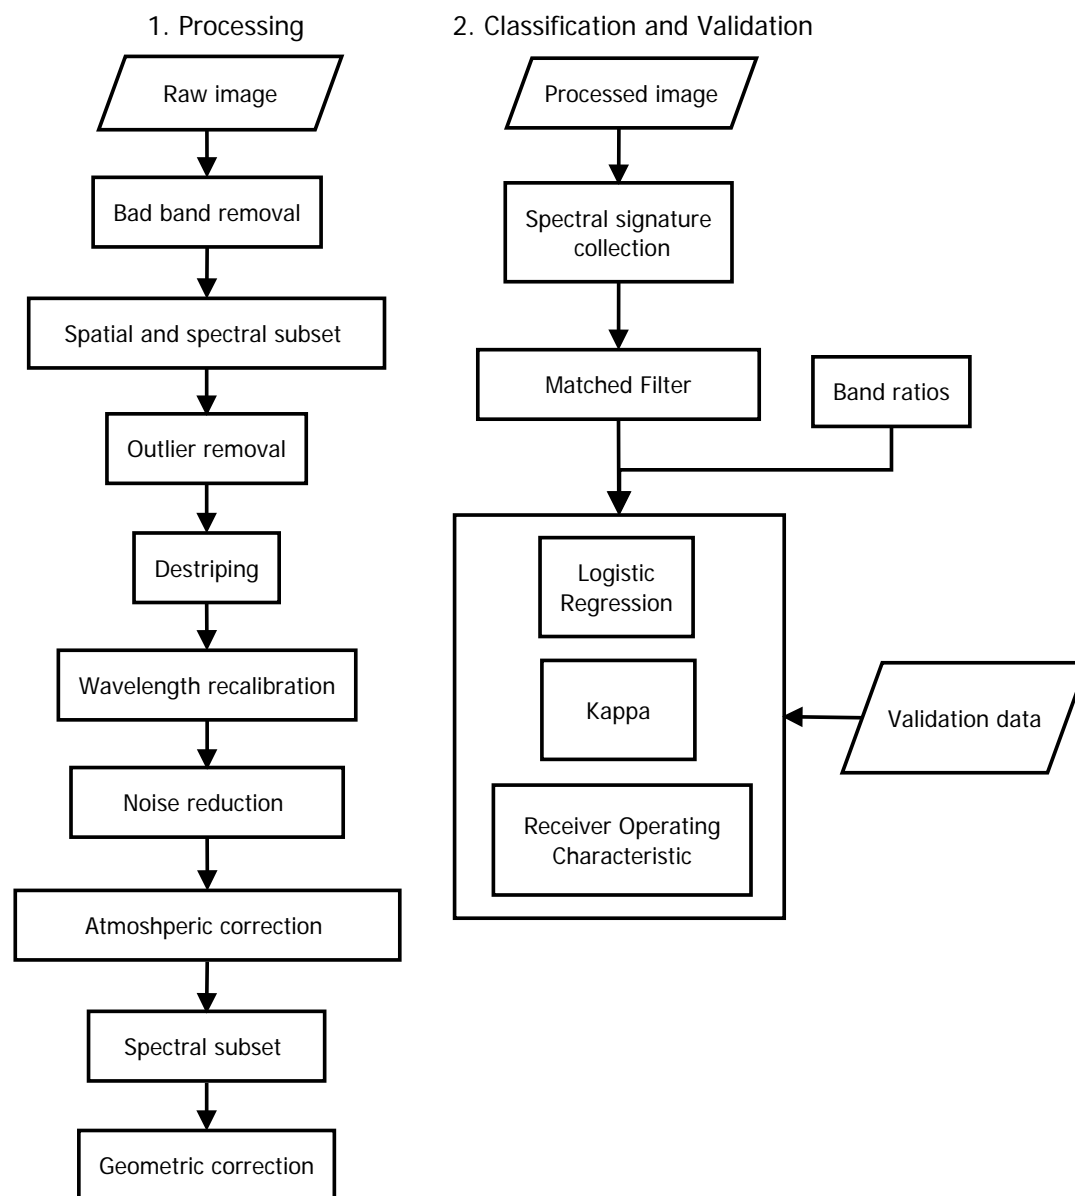 1. Processing
Raw image
Bad band removal
Spatial and spectral subset
Outlier removal
Destriping
Wavelength recalibration
Noise reduction
Atmoshperic correction
Spectral subset
Geometric correction
2. Classification and Validation
Processed image
Spectral signature
collection
Matched Filter
Band ratios
Logistic
Regression
Kappa
Receiver Operating
Characteristic
Validation data